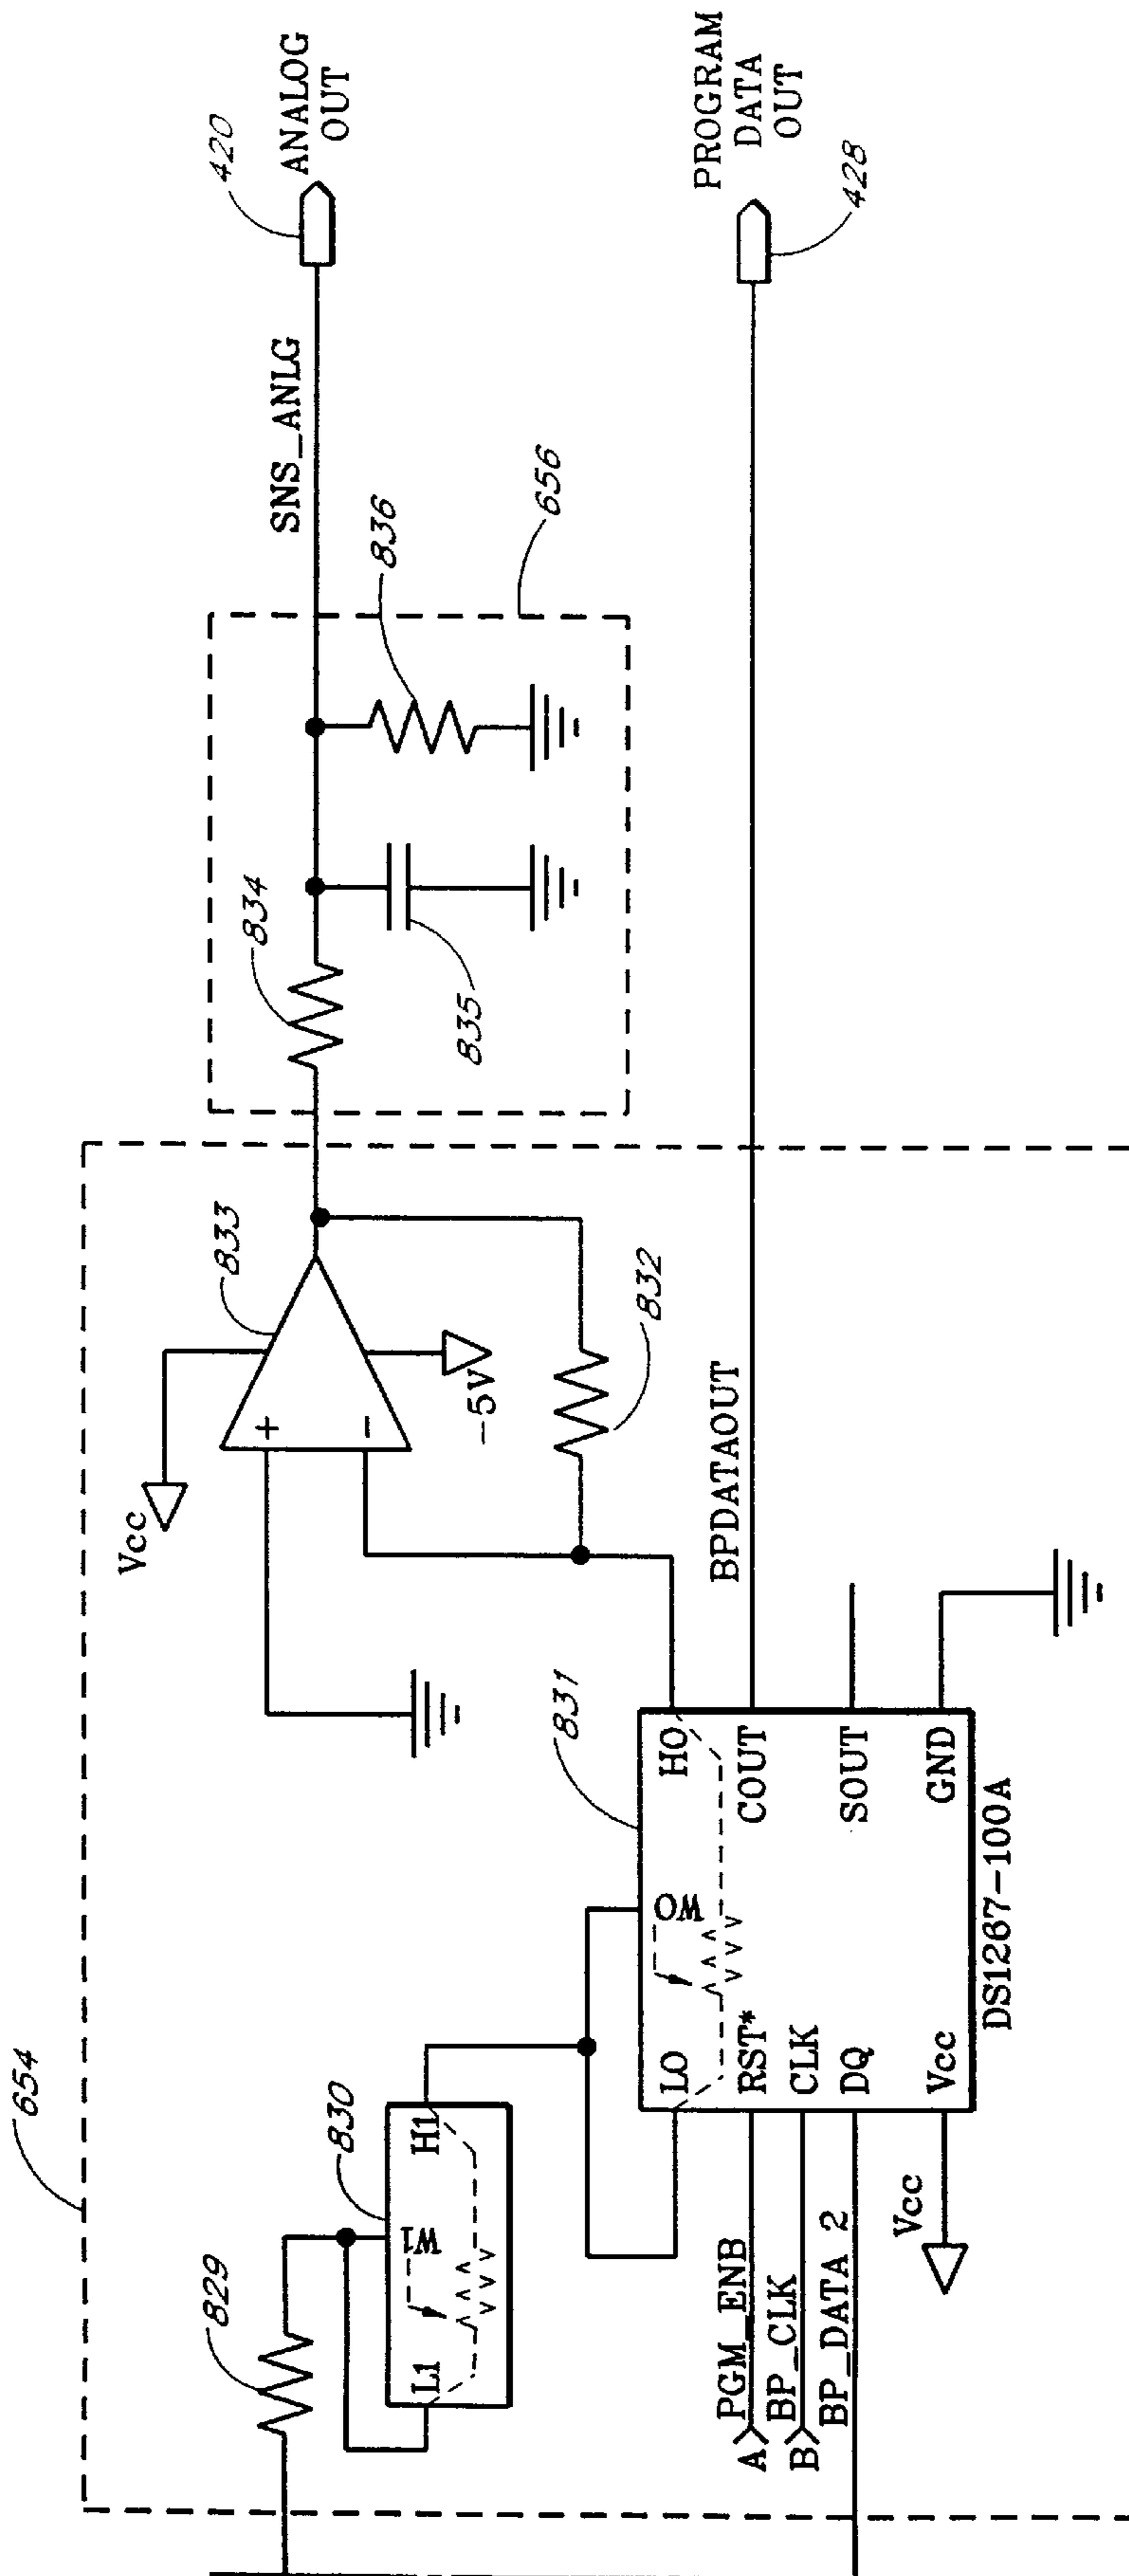 654
829
830
W1
L1
H1
Vcc
833
+
-
-5V
832
831
834
835
836
656
SNS_ANLG
420
ANALOG
OUT
A
PGM_ENB
B
BP_CLK
BP_DATA 2
Vcc
LO
WO
HO
RST*
COUT
CLK
DQ
SOUT
Vcc
GND
DS1267-100A
BPDATAOUT
PROGRAM
DATA
OUT
428